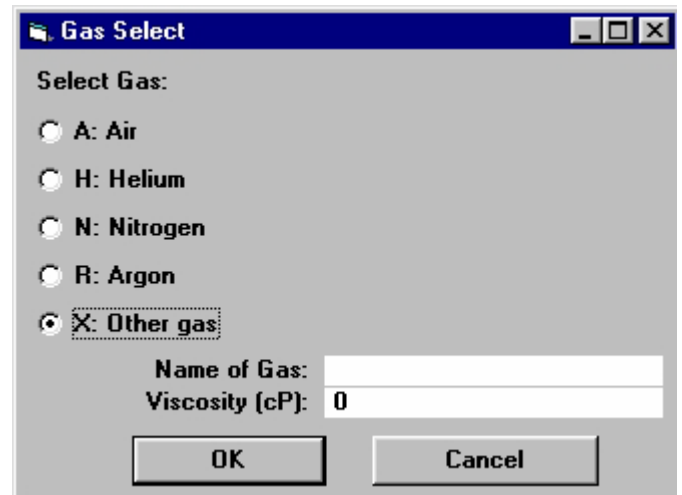 Gas Select
Select Gas:
A: Air
H: Helium
N: Nitrogen
R: Argon
X: Other gas
Name of Gas:
Viscosity (cP): 0
OK Cancel